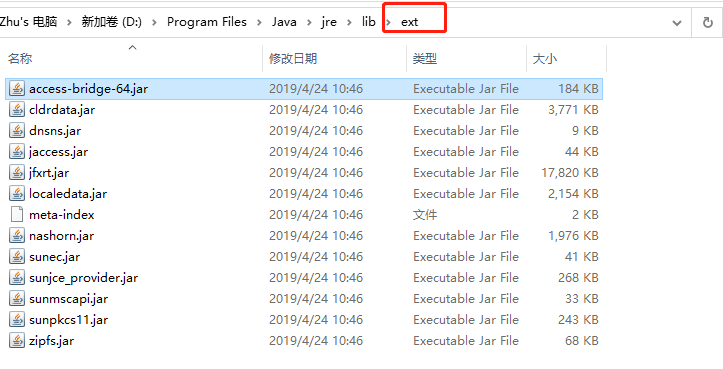 Zhu's 电脑 › 新加卷 (D:) › Program Files › Java › jre › lib › ext
名称 修改日期 类型 大小
access-bridge-64.jar 2019/4/24 10:46 Executable Jar File 184 KB
cldrdata.jar 2019/4/24 10:46 Executable Jar File 3,771 KB
dnsns.jar 2019/4/24 10:46 Executable Jar File 9 KB
jaccess.jar 2019/4/24 10:46 Executable Jar File 44 KB
jfxrt.jar 2019/4/24 10:46 Executable Jar File 17,820 KB
localedata.jar 2019/4/24 10:46 Executable Jar File 2,154 KB
meta-index 2019/4/24 10:46 文件 2 KB
nashorn.jar 2019/4/24 10:46 Executable Jar File 1,976 KB
sunec.jar 2019/4/24 10:46 Executable Jar File 41 KB
sunjce_provider.jar 2019/4/24 10:46 Executable Jar File 268 KB
sunmscapi.jar 2019/4/24 10:46 Executable Jar File 33 KB
sunpkcs11.jar 2019/4/24 10:46 Executable Jar File 243 KB
zipfs.jar 2019/4/24 10:46 Executable Jar File 68 KB